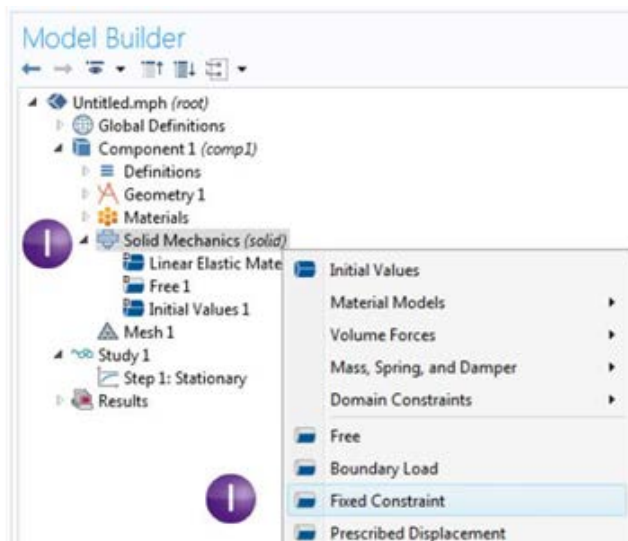 Model Builder
Untitled.mph (root)
Global Definitions
Component 1 (comp1)
Definitions
Geometry 1
Materials
Solid Mechanics (solid)
Linear Elastic Mate
Free 1
Initial Values 1
Mesh 1
Study 1
Step 1: Stationary
Results
Initial Values
Material Models
Volume Forces
Mass, Spring, and Damper
Domain Constraints
Free
Boundary Load
Fixed Constraint
Prescribed Displacement
I
I